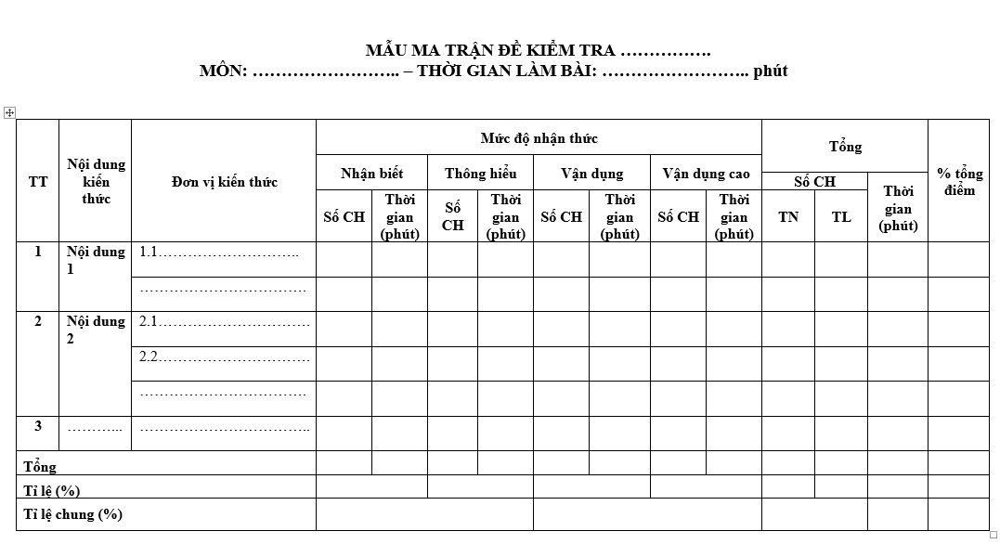 MẪU MA TRẬN ĐỀ KIỂM TRA …………….
MÔN: …………………….. – THỜI GIAN LÀM BÀI: …………………….. phút
TT
Nội dung
kiến
thức
Đơn vị kiến thức
Mức độ nhận thức
Tổng
% tổng
điểm
Nhận biết
Thông hiểu
Vận dụng
Vận dụng cao
Số CH
Thời
gian
(phút)
Số CH
Thời
gian
(phút)
Số
CH
Thời
gian
(phút)
Số CH
Thời
gian
(phút)
Số CH
Thời
gian
(phút)
TN
TL
1
Nội dung
1
1.1………………………..
……………………………
2
Nội dung
2
2.1………………………….
2.2………………………….
……………………………
3
………...
…………………………….
Tổng
Tỉ lệ (%)
Tỉ lệ chung (%)